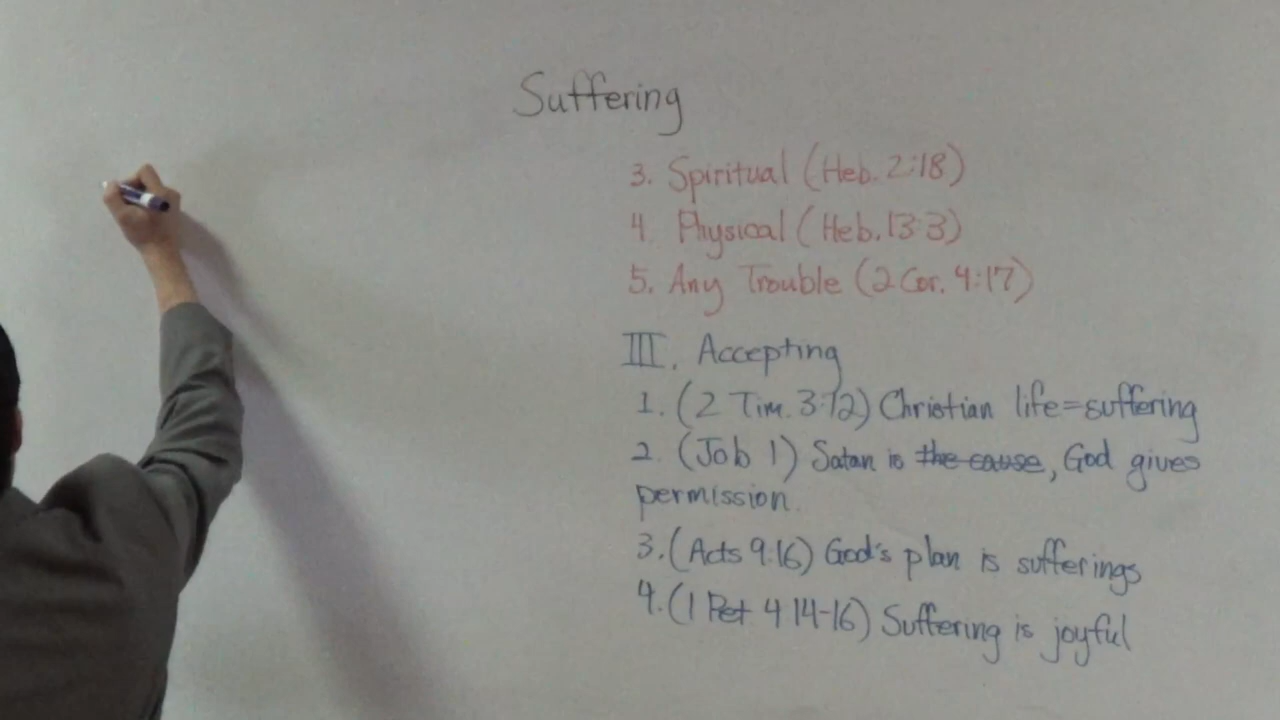 Suffering
3. Spiritual (Heb. 2:18)
4 Physical (Heb. 13:3)
5. Any Trouble (2 Cor. 4:17)
III. Accepting
1. (2 Tim. 3:12) Christian life=suffering
2. (Job 1) Satan is the cause, God gives
permission.
3. (Acts 9:16) God's plan is sufferings
4. (1 Pet 4 14-16) Suffering is joyful